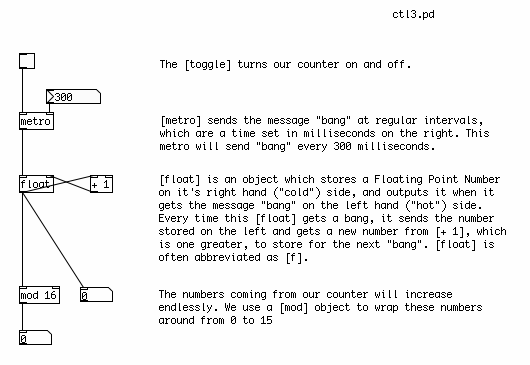 ctl3.pd
The [toggle] turns our counter on and off.
300
metro
[metro] sends the message "bang" at regular intervals,
which are a time set in milliseconds on the right. This
metro will send "bang" every 300 milliseconds.
float
+ 1
[float] is an object which stores a Floating Point Number
on it's right hand ("cold") side, and outputs it when it
gets the message "bang" on the left hand ("hot") side.
Every time this [float] gets a bang, it sends the number
stored on the left and gets a new number from [+ 1], which
is one greater, to store for the next "bang". [float] is
often abbreviated as [f].
mod 16
0
The numbers coming from our counter will increase
endlessly. We use a [mod] object to wrap these numbers
around from 0 to 15
0